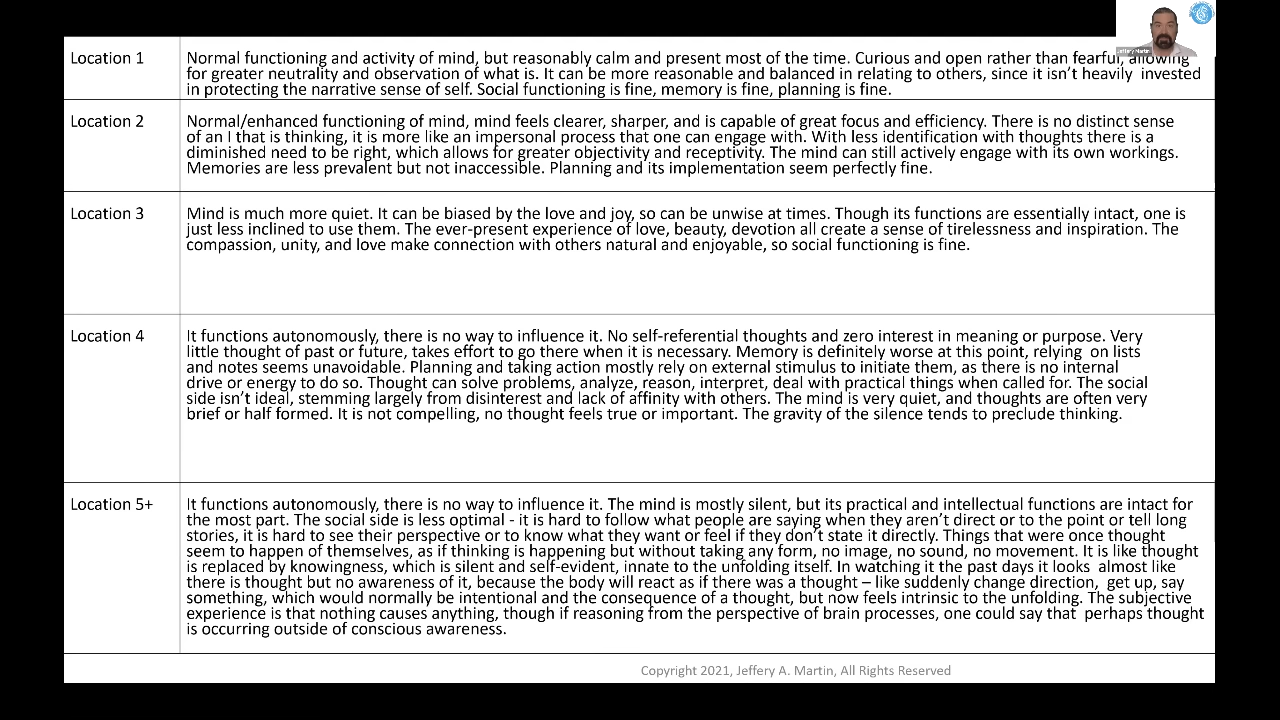 Jeffery Martin
Location 1
Normal functioning and activity of mind, but reasonably calm and present most of the time. Curious and open rather than fearful, allowing
for greater neutrality and observation of what is. It can be more reasonable and balanced in relating to others, since it isn't heavily invested
in protecting the narrative sense of self. Social functioning is fine, memory is fine, planning is fine.
Location 2
Normal/enhanced functioning of mind, mind feels clearer, sharper, and is capable of great focus and efficiency. There is no distinct sense
of an I that is thinking, it is more like an impersonal process that one can engage with. With less identification with thoughts there is a
diminished need to be right, which allows for greater objectivity and receptivity. The mind can still actively engage with its own workings.
Memories are less prevalent but not inaccessible. Planning and its implementation seem perfectly fine.
Location 3
Mind is much more quiet. It can be biased by the love and joy, so can be unwise at times. Though its functions are essentially intact, one is
just less inclined to use them. The ever-present experience of love, beauty, devotion all create a sense of tirelessness and inspiration. The
compassion, unity, and love make connection with others natural and enjoyable, so social functioning is fine.
Location 4
It functions autonomously, there is no way to influence it. No self-referential thoughts and zero interest in meaning or purpose. Very
little thought of past or future, takes effort to go there when it is necessary. Memory is definitely worse at this point, relying on lists
and notes seems unavoidable. Planning and taking action mostly rely on external stimulus to initiate them, as there is no internal
drive or energy to do so. Thought can solve problems, analyze, reason, interpret, deal with practical things when called for. The social
side isn't ideal, stemming largely from disinterest and lack of affinity with others. The mind is very quiet, and thoughts are often very
brief or half formed. It is not compelling, no thought feels true or important. The gravity of the silence tends to preclude thinking.
Location 5+
It functions autonomously, there is no way to influence it. The mind is mostly silent, but its practical and intellectual functions are intact for
the most part. The social side is less optimal - it is hard to follow what people are saying when they aren't direct or to the point or tell long
stories, it is hard to see their perspective or to know what they want or feel if they don't state it directly. Things that were once thought
seem to happen of themselves, as if thinking is happening but without taking any form, no image, no sound, no movement. It is like thought
is replaced by knowingness, which is silent and self-evident, innate to the unfolding itself. In watching it the past days it looks almost like
there is thought but no awareness of it, because the body will react as if there was a thought – like suddenly change direction, get up, say
something, which would normally be intentional and the consequence of a thought, but now feels intrinsic to the unfolding. The subjective
experience is that nothing causes anything, though if reasoning from the perspective of brain processes, one could say that perhaps thought
is occurring outside of conscious awareness.
Copyright 2021, Jeffery A. Martin, All Rights Reserved